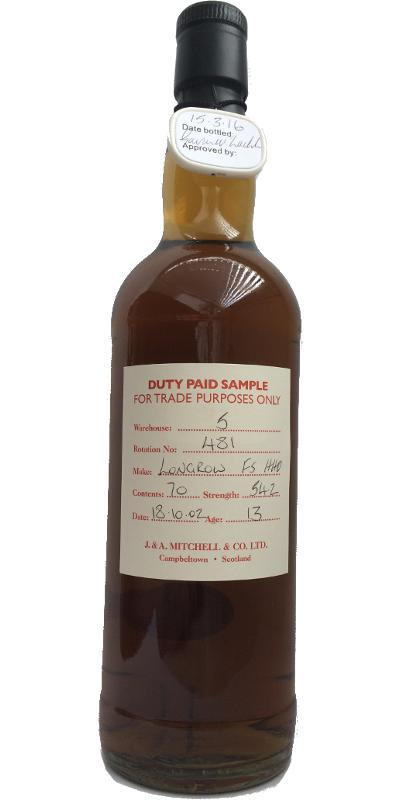 15.3.16
Date bottled:
Approved by:
DUTY PAID SAMPLE
FOR TRADE PURPOSES ONLY
Warehouse: 5
Rotation No: 481
Make: LONGROW FS HHD
Contents: 70 Strength: 54.2
Date: 18.10.02 Age: 13
J. & A. MITCHELL & CO. LTD.
Campbeltown • Scotland